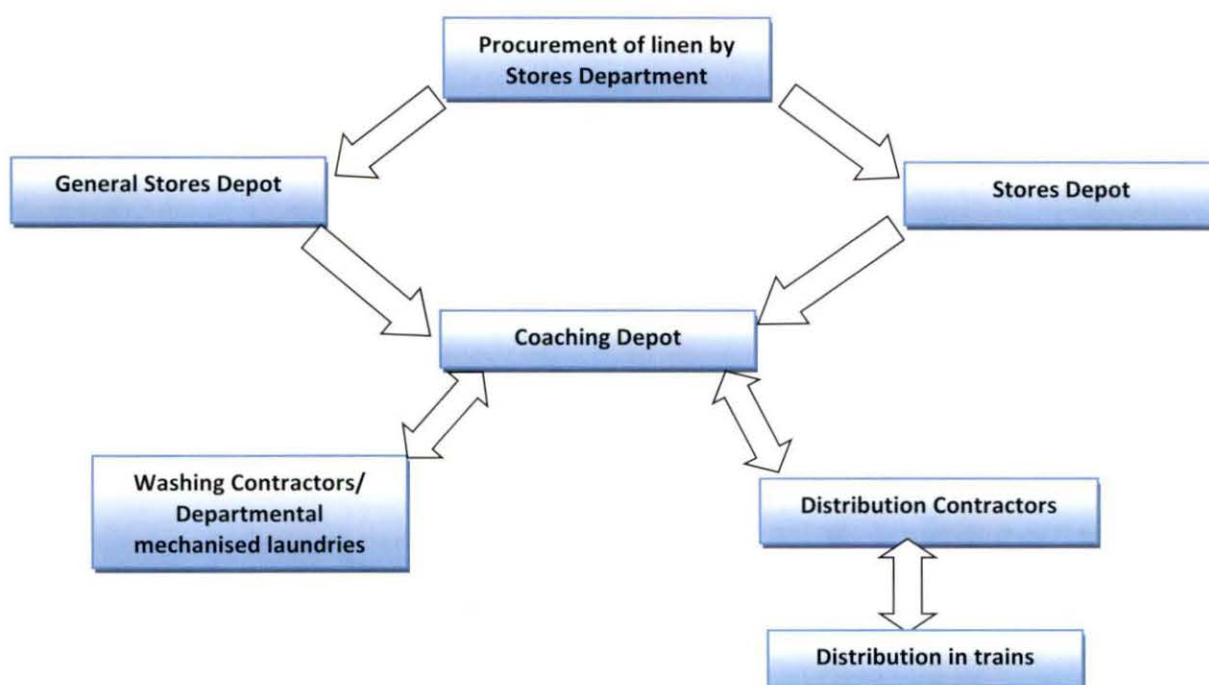 Procurement of linen by
Stores Department
General Stores Depot
Stores Depot
Coaching Depot
Washing Contractors/
Departmental
mechanised laundries
Distribution Contractors
Distribution in trains